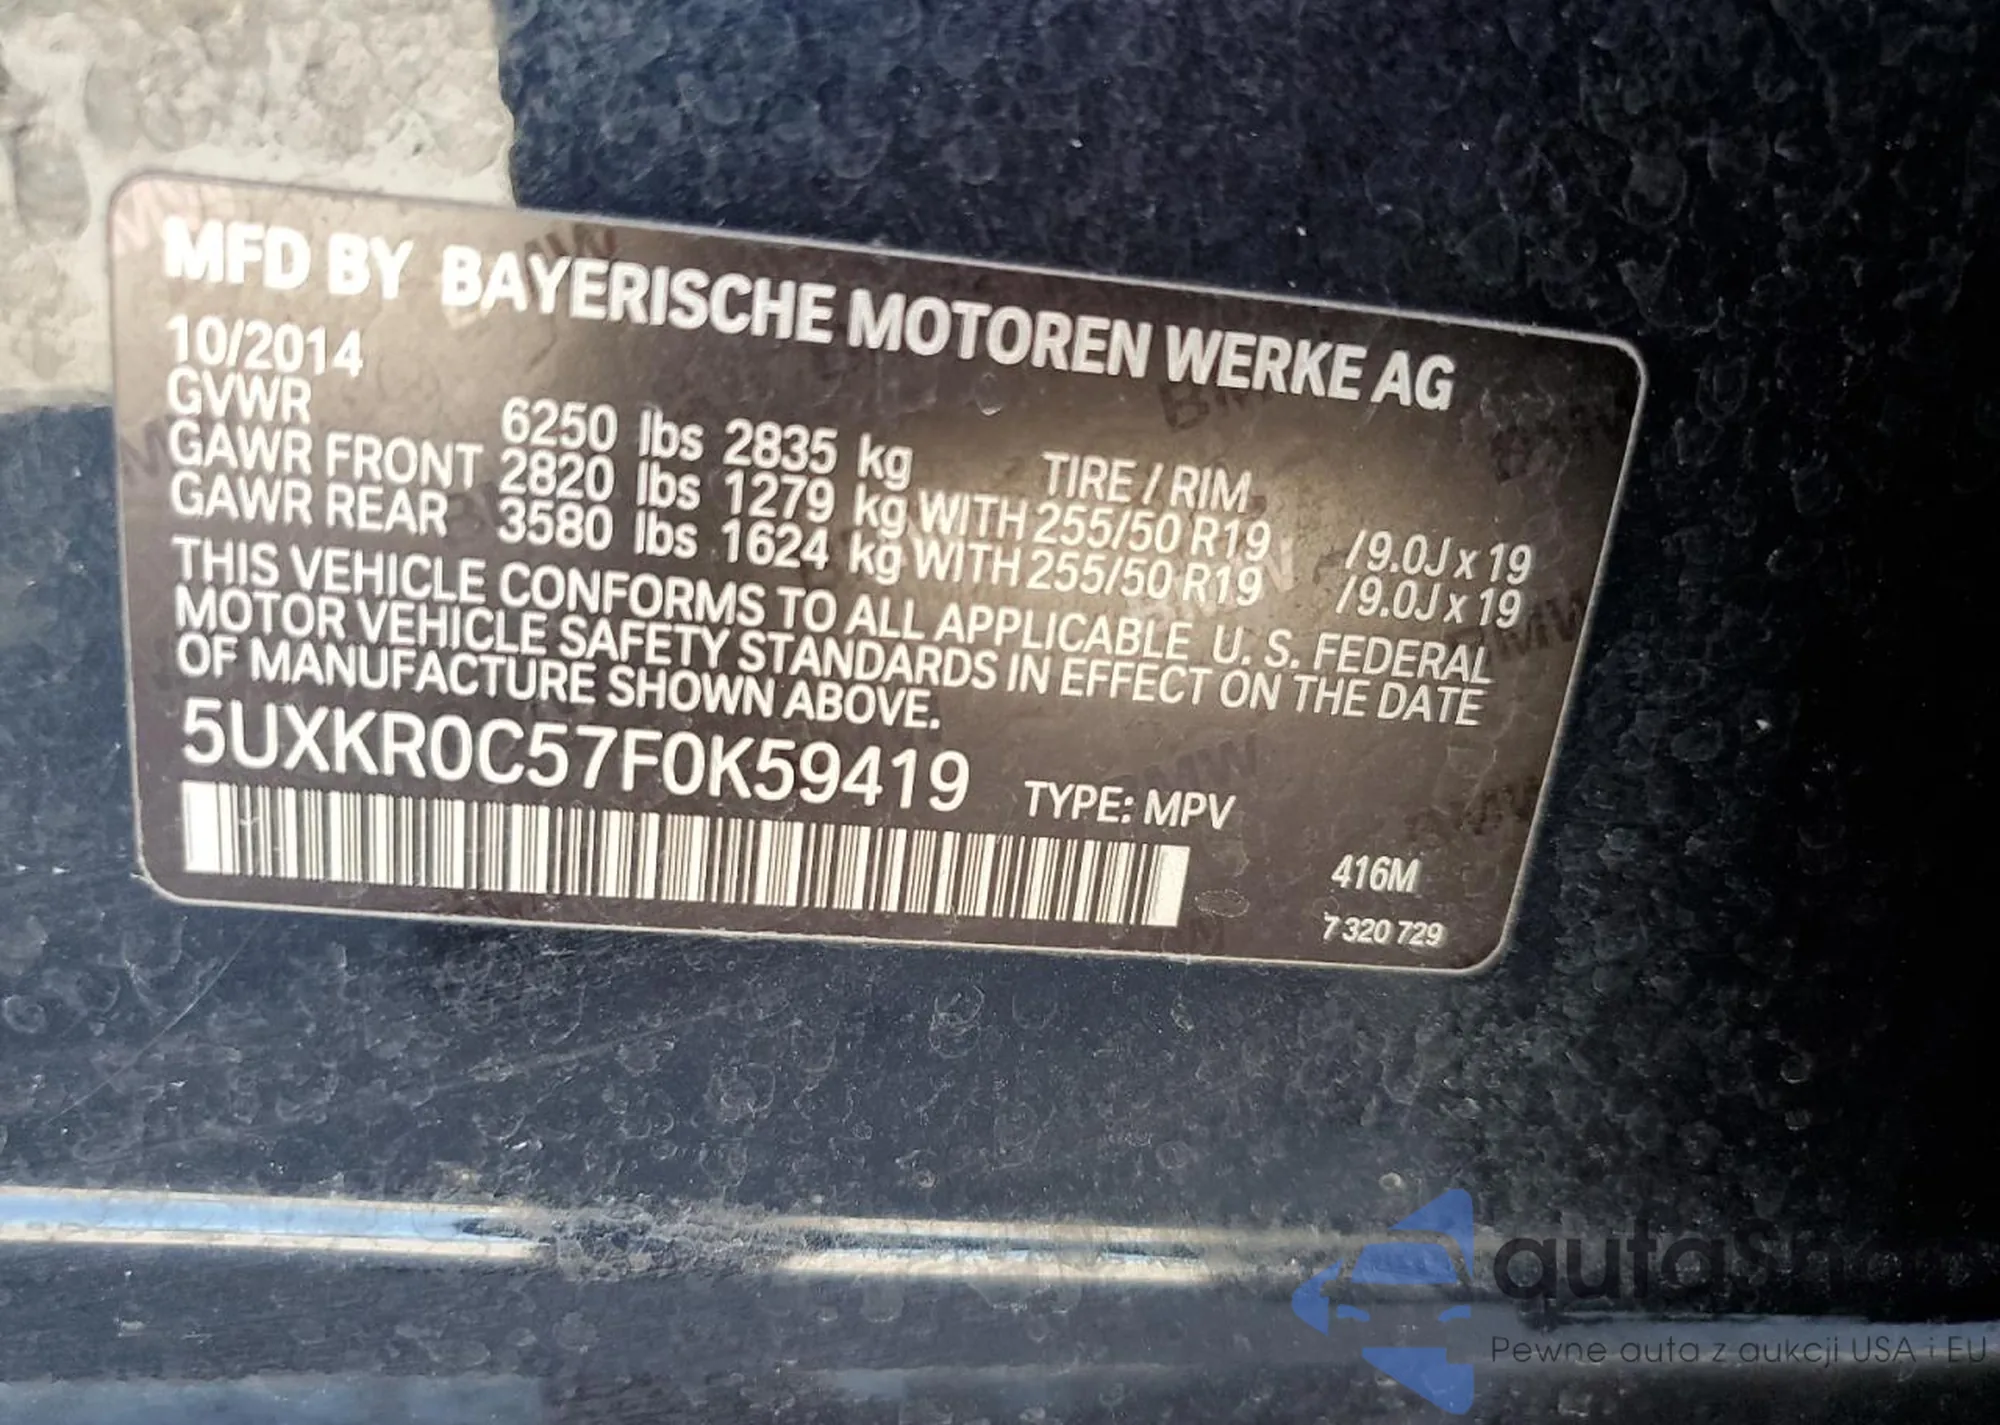 MFD BY BAYERISCHE MOTOREN WERKE AG
10/2014
GVWR 6250 lbs 2835 kg TIRE / RIM
GAWR FRONT 2820 lbs 1279 kg WITH 255/50 R19 /9.0J x 19
GAWR REAR 3580 lbs 1624 kg WITH 255/50 R19 /9.0J x 19
THIS VEHICLE CONFORMS TO ALL APPLICABLE U. S. FEDERAL
MOTOR VEHICLE SAFETY STANDARDS IN EFFECT ON THE DATE
OF MANUFACTURE SHOWN ABOVE.
5UXKR0C57F0K59419 TYPE: MPV
416M
7 320 729
Pewne auta z aukcji USA i EU